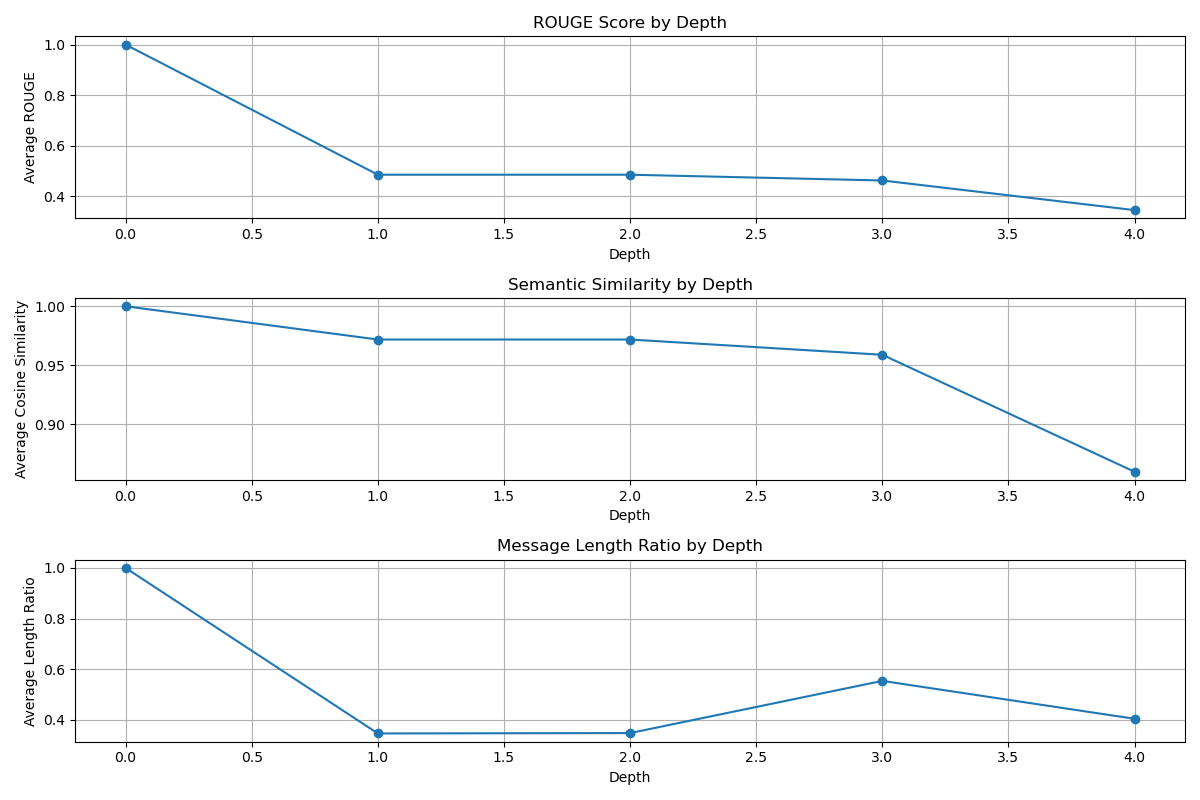 ROUGE Score by Depth
Average ROUGE
1.0
0.8
0.6
0.4
0.0 0.5 1.0 1.5 2.0 2.5 3.0 3.5 4.0
Depth
Semantic Similarity by Depth
Average Cosine Similarity
1.00
0.95
0.90
0.0 0.5 1.0 1.5 2.0 2.5 3.0 3.5 4.0
Depth
Message Length Ratio by Depth
Average Length Ratio
1.0
0.8
0.6
0.4
0.0 0.5 1.0 1.5 2.0 2.5 3.0 3.5 4.0
Depth